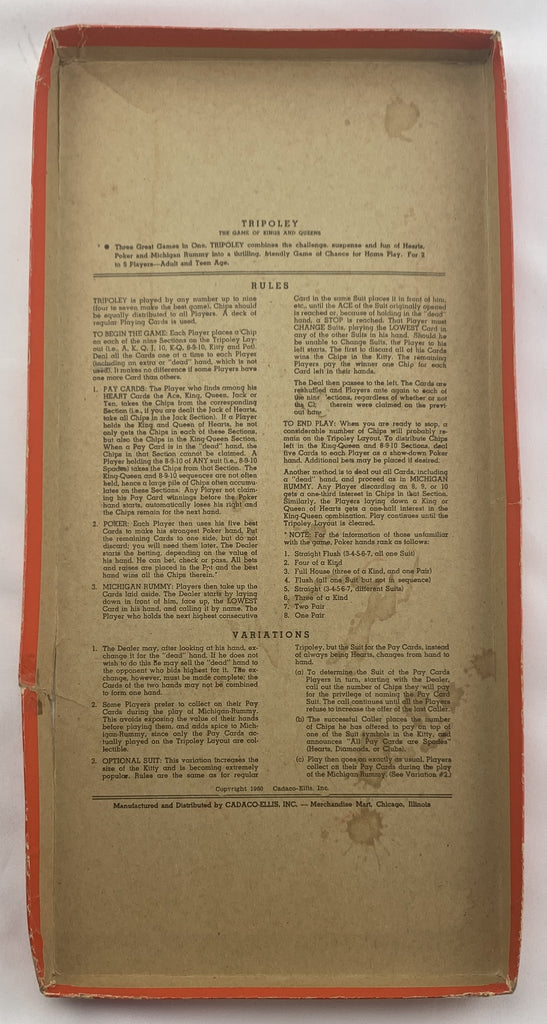 TRIPOLEY
THE GAME OF KINGS AND QUEENS
● Three Great Games in One. TRIPOLEY combines the challenge, suspense and fun of Hearts,
Poker and Michigan Rummy into a thrilling, friendly Game of Chance for Home Play. For 2
to 9 Players—Adult and Teen Age.
RULES
TRIPOLEY is played by any number up to nine
(four to seven make the best game). Chips should
be equally distributed to all Players. A deck of
regular Playing Cards is used.
TO BEGIN THE GAME: Each Player places a Chip
on each of the nine Sections on the Tripoley Lay-
out (i.e., A, K, Q, J, 10, K-Q, 8-9-10, Kitty and Pot).
Deal all the Cards one at a time to each Player
(including an extra or "dead" hand, which is not
used). It makes no difference if some Players have
one more Card than others.
1. PAY CARDS: The Player who finds among his
HEART Cards the Ace, King, Queen, Jack or
Ten, takes the Chips from the corresponding
Section (i.e., if you are dealt the Jack of Hearts,
take all Chips in the Jack Section). If a Player
holds the King and Queen of Hearts, he not
only gets the Chips in each of these Sections,
but also the Chips in the King-Queen Section.
When a Pay Card is in the "dead" hand, the
Chips in that Section cannot be claimed. A
Player holding the 8-9-10 of ANY suit (i.e., 8-9-10
Spades) takes the Chips from that Section. The
King-Queen and 8-9-10 sequences are not often
held, hence a large pile of Chips often accumu-
lates on these Sections. Any Player not claim-
ing his Pay Card winnings before the Poker
hand starts, automatically loses his right and
the Chips remain for the next hand.
2. POKER: Each Player then uses his five best
Cards to make his strongest Poker hand. Put
the remaining Cards to one side, but do not
discard; you will need them later. The Dealer
starts the betting, depending on the value of
his hand. He can bet, check or pass. All bets
and raises are placed in the Pot and the best
hand wins all the Chips therein.*
3. MICHIGAN RUMMY: Players then take up the
Cards laid aside. The Dealer starts by laying
down in front of him, face up, the LOWEST
Card in his hand, and calling it by name. The
Player who holds the next highest consecutive
Card in the same Suit places it in front of him,
etc., until the ACE of the Suit originally opened
is reached or, because of holding in the "dead"
hand, a STOP is reached. That Player must
CHANGE Suits, playing the LOWEST Card in
any of the other Suits in his hand. Should he
be unable to Change Suits, the Player to his
left starts. The first to discard all of his Cards
wins the Chips in the Kitty. The remaining
Players pay the winner one Chip for each
Card left in their hands.
The Deal then passes to the left. The Cards are
reshuffled and Players ante again to each of
the nine Sections, regardless of whether or not
the therein were claimed on the previ-
out hand.
TO END PLAY: When you are ready to stop, a
considerable number of Chips will probably re-
main on the Tripoley Layout. To distribute Chips
left in the King-Queen and 8-9-10 Sections, deal
five Cards to each Player as a show-down Poker
hand. Additional bets may be placed if desired.
Another method is to deal out all Cards, including
a "dead" hand, and proceed as in MICHIGAN
RUMMY. Any Player discarding an 8, 9, or 10
gets a one-third interest in Chips in that Section.
Similarly, the Players laying down a King or
Queen of Hearts gets a one-half interest in the
King-Queen combination. Play continues until the
Tripoley Layout is cleared.
* NOTE: For the information of those unfamiliar
with the game, Poker hands rank as follows:
1. Straight Flush (3-4-5-6-7, all one Suit)
2. Four of a Kind
3. Full House (three of a Kind, and one Pair)
4. Flush (all one Suit but not in sequence)
5. Straight (3-4-5-6-7, different Suits)
6. Three of a Kind
7. Two Pair
8. One Pair
VARIATIONS
1. The Dealer may, after looking at his hand, ex-
change it for the "dead" hand. If he does not
wish to do this he may sell the "dead" hand to
the opponent who bids highest for it. The ex-
change, however, must be made complete; the
Cards of the two hands may not be combined
to form one hand.
2. Some Players prefer to collect on their Pay
Cards during the play of Michigan-Rummy.
This avoids exposing the value of their hands
before playing them, and adds spice to Mich-
igan-Rummy, since only the Pay Cards ac-
tually played on the Tripoley Layout are col-
lectible.
2. OPTIONAL SUIT: This variation increases the
size of the Kitty and is becoming extremely
popular. Rules are the same as for regular
Tripoley, but the Suit for the Pay Cards, instead
of always being Hearts, changes from hand to
hand.
(a) To determine the Suit of the Pay Cards
Players in turn, starting with the Dealer,
call out the number of Chips they will pay
for the privilege of naming the Pay Card
Suit. The call continues until all the Players
refuse to increase the offer of the last Caller.
(b) The successful Caller places the number
of Chips he has offered to pay on top of
one of the Suit symbols in the Kitty, and
announces "All Pay Cards are Spades"
(Hearts, Diamonds, or Clubs).
(c) Play then goes on exactly as usual. Players
collect on their Pay Cards during the play
of the Michigan Rummy. (See Variation #2.)
Copyright 1950 Cadaco-Ellis, Inc.
Manufactured and Distributed by CADACO-ELLIS, INC. — Merchandise Mart, Chicago, Illinois